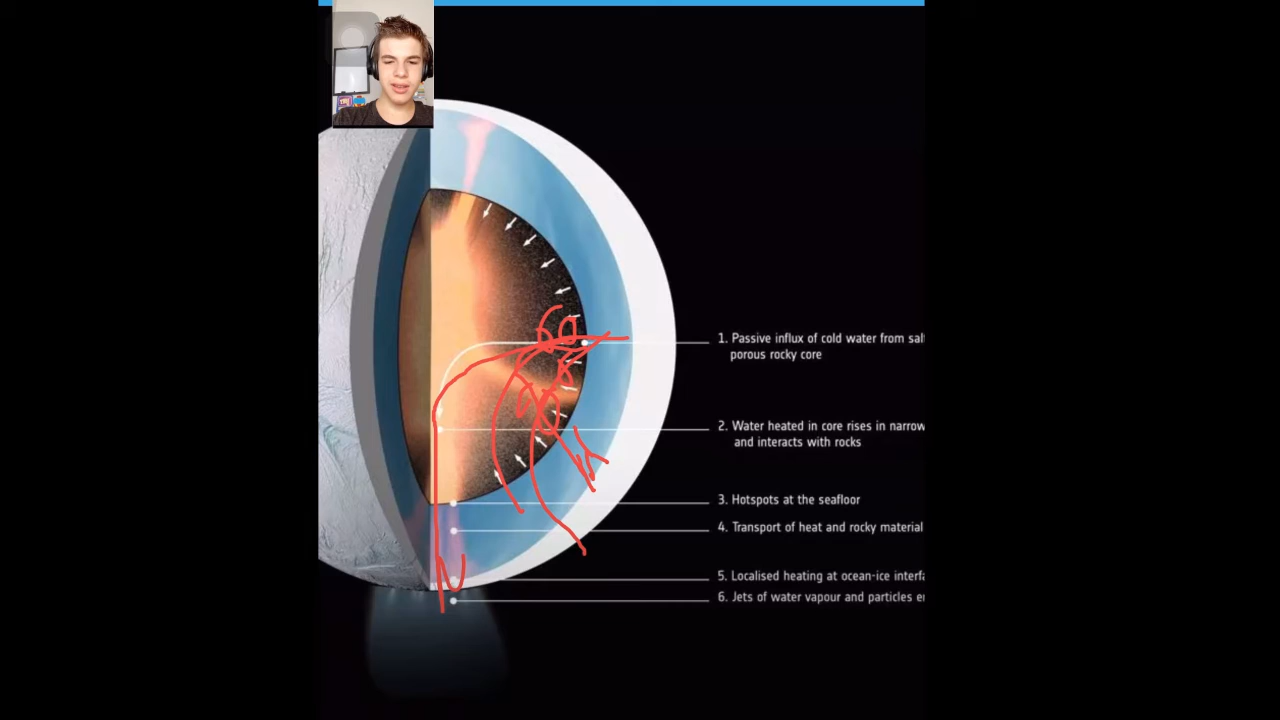 1. Passive influx of cold water from
porous rocky core
2. Water heated in core rises in narrow
and interacts with rocks
3. Hotspots at the seafloor
4. Transport of heat and rocky material
5. Localised heating at ocean-ice
6. Jets of water vapour and particles